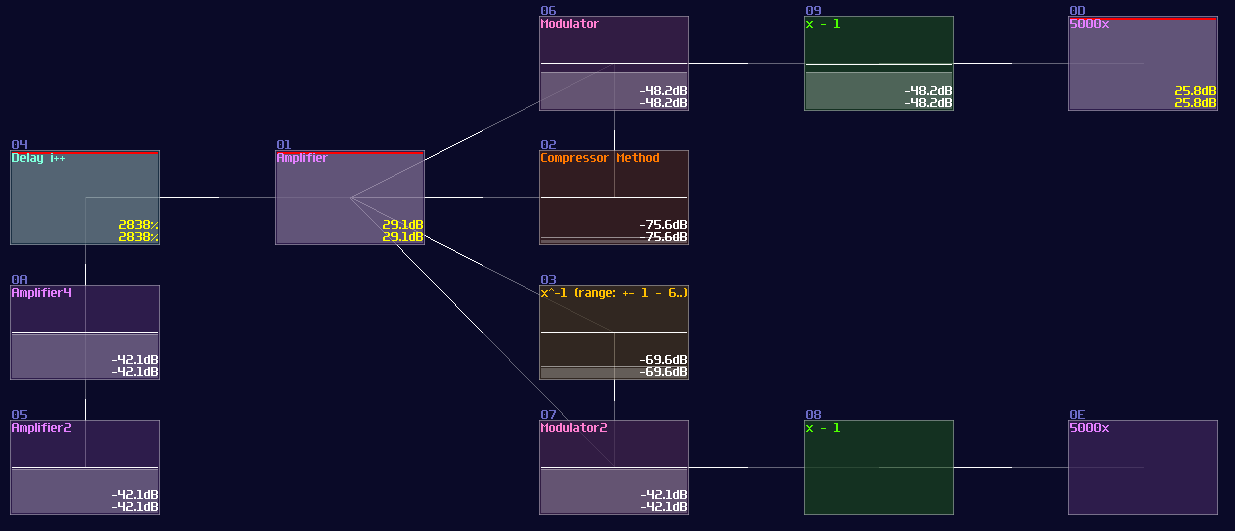 06
Modulator
-48.2dB
-48.2dB
09
x - 1
-48.2dB
-48.2dB
0D
5000x
25.8dB
25.8dB
04
Delay i++
2838%
2838%
01
Amplifier
29.1dB
29.1dB
02
Compressor Method
-75.6dB
-75.6dB
0A
Amplifier4
-42.1dB
-42.1dB
03
x^-1 (range: +- 1 - 6..)
-69.6dB
-69.6dB
05
Amplifier2
-42.1dB
-42.1dB
07
Modulator2
-42.1dB
-42.1dB
08
x - 1
0E
5000x